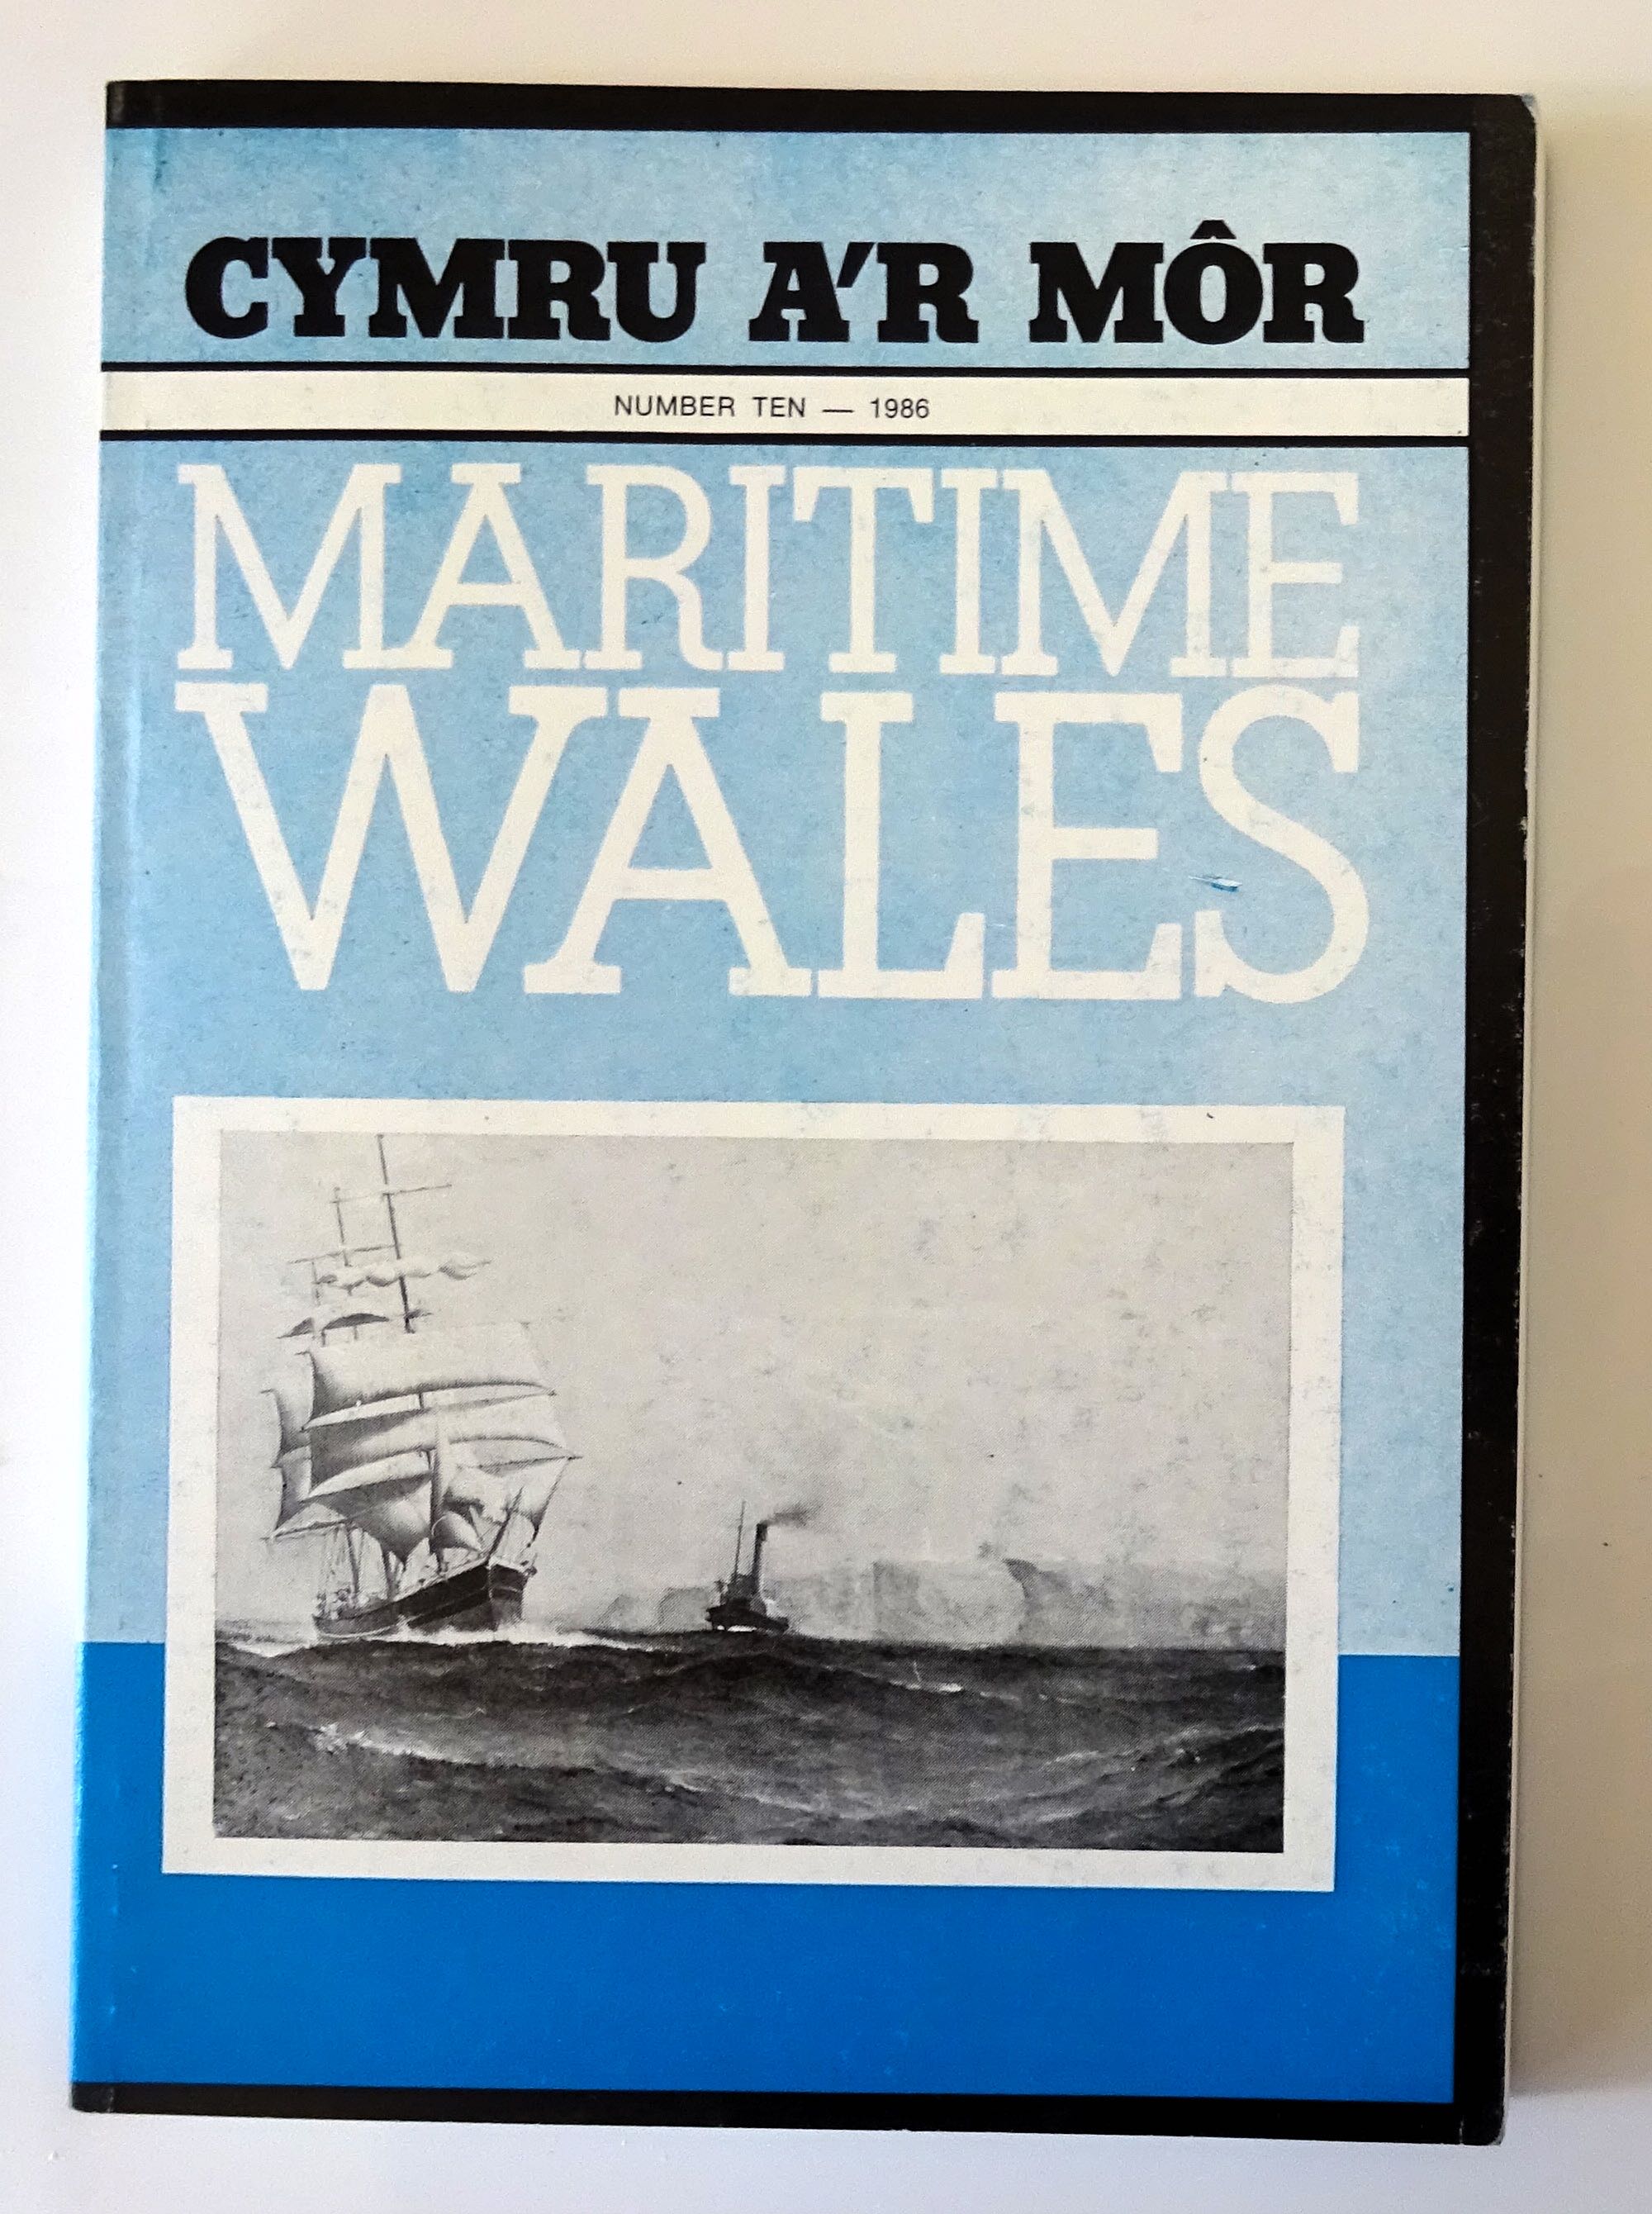 CYMRU A'R MÔR
NUMBER TEN — 1986
MARITIME
WALES